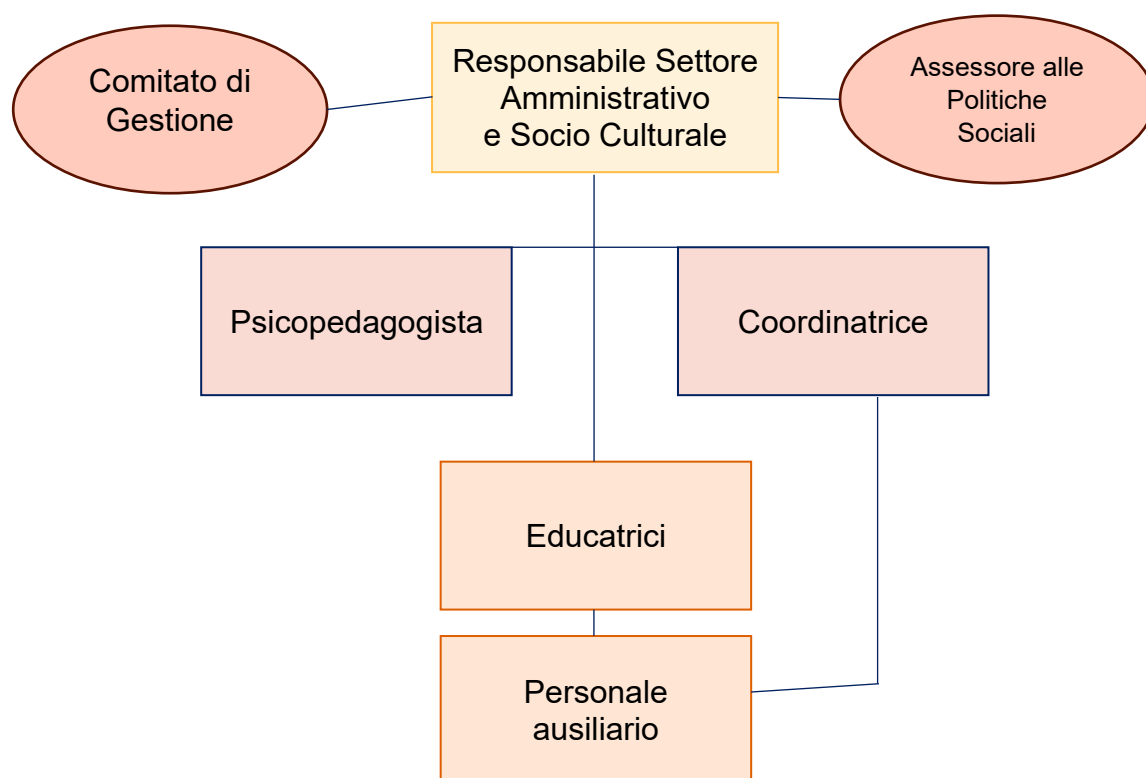 Comitato di
Gestione
Responsabile Settore
Amministrativo
e Socio Culturale
Assessore alle
Politiche
Sociali
Psicopedagogista
Coordinatrice
Educatrici
Personale
ausiliario